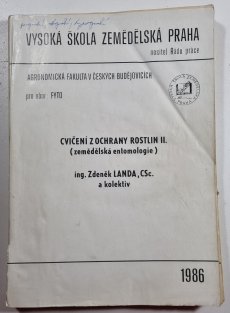 VYSOKÁ ŠKOLA ZEMĚDĚLSKÁ PRAHA
nositel Řádu práce
AGRONOMICKÁ FAKULTA V ČESKÝCH BUDĚJOVICÍCH
pro obor FYTO
CVIČENÍ Z OCHRANY ROSTLIN II.
(zemědělská entomologie)
ing. Zdeněk LANDA, CSc.
a kolektiv
1986